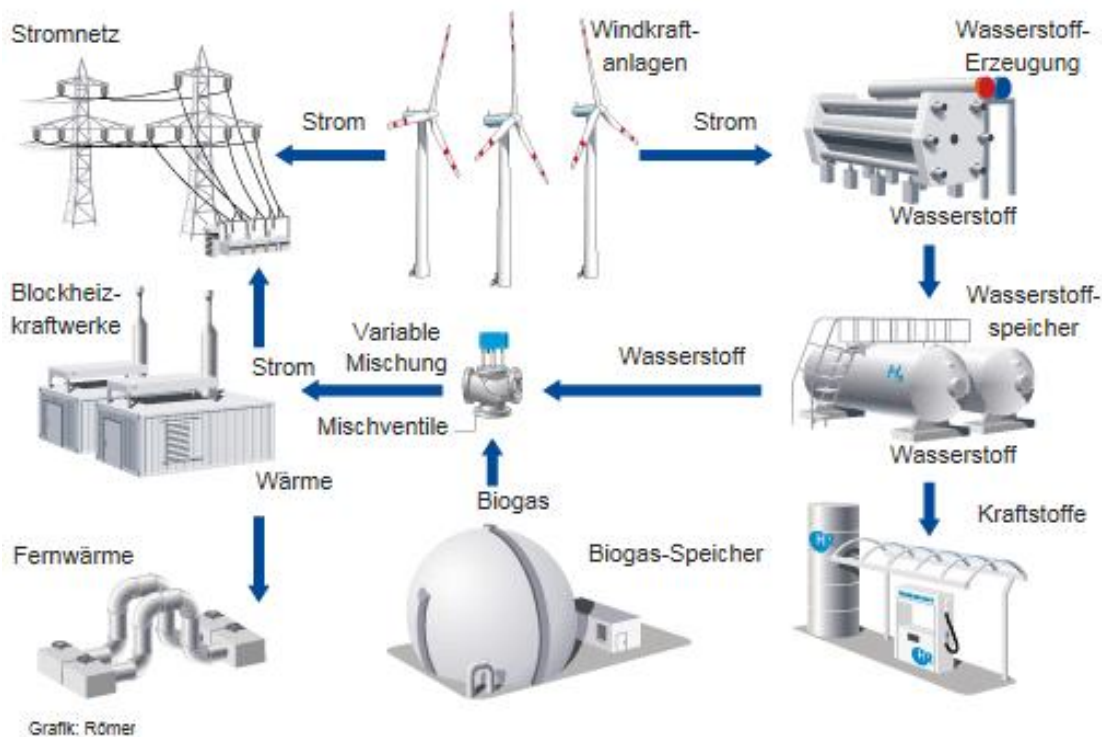 Stromnetz
Windkraft-
anlagen
Wasserstoff-
Erzeugung
Strom
Strom
Wasserstoff
Blockheiz-
kraftwerke
Variable
Mischung
Wasserstoff
Wasserstoff-
speicher
Strom
Mischventile
H₂
Wasserstoff
Wärme
Biogas
Kraftstoffe
Fernwärme
Biogas-Speicher
H
H
Grafik: Römer